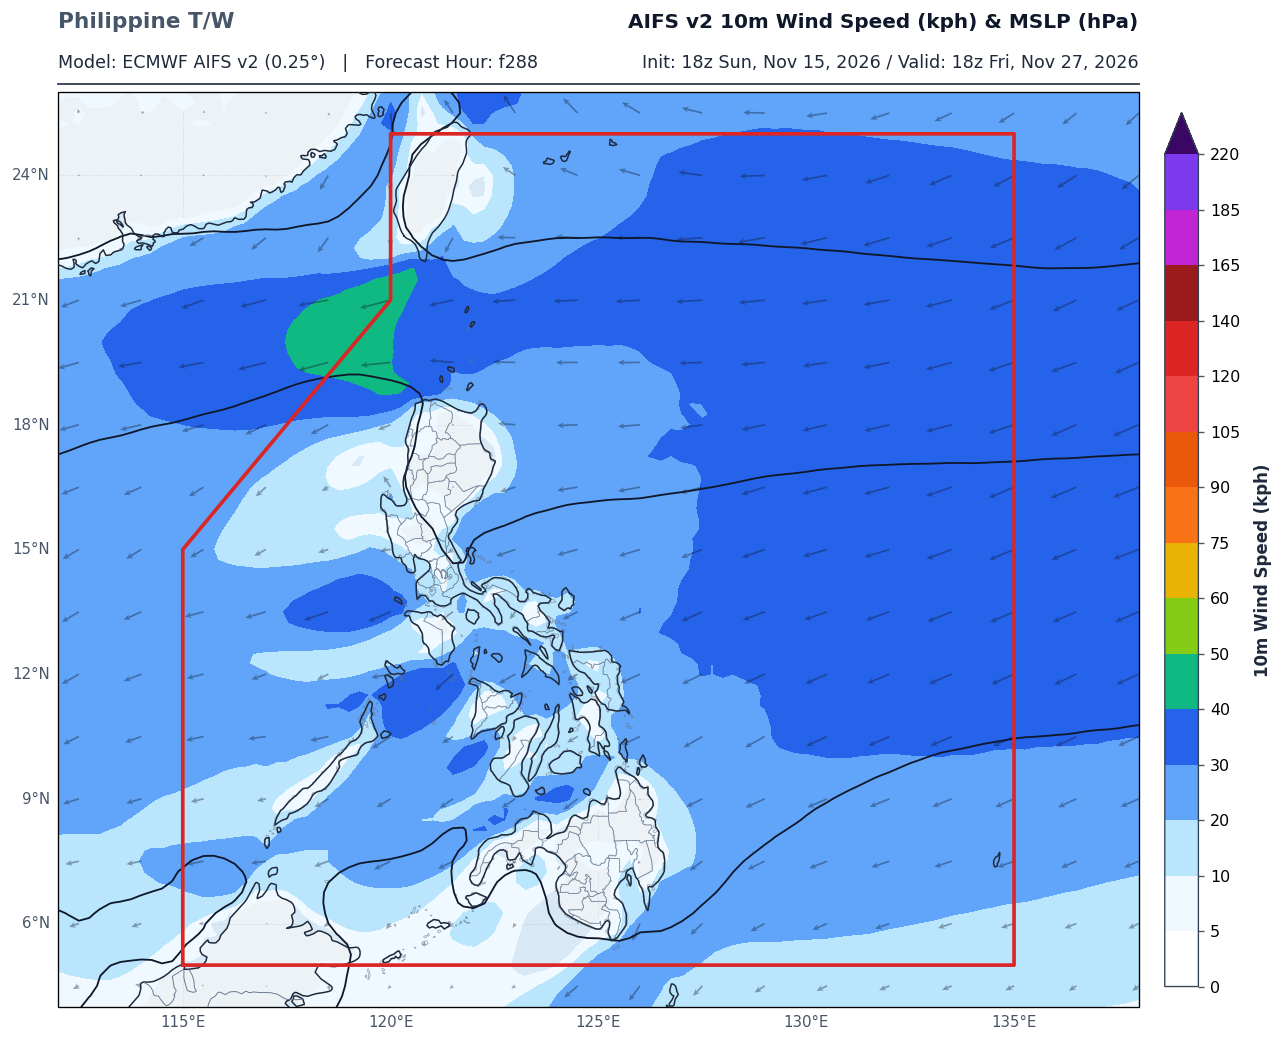 Philippine T/W
AIFS v2 10m Wind Speed (kph) & MSLP (hPa)
Model: ECMWF AIFS v2 (0.25°) | Forecast Hour: f288
Init: 18z Sun, Nov 15, 2026 / Valid: 18z Fri, Nov 27, 2026
24°N
21°N
18°N
15°N
12°N
9°N
6°N
115°E
120°E
125°E
130°E
135°E
220
185
165
140
120
105
90
75
60
50
40
30
20
10
5
0
10m Wind Speed (kph)